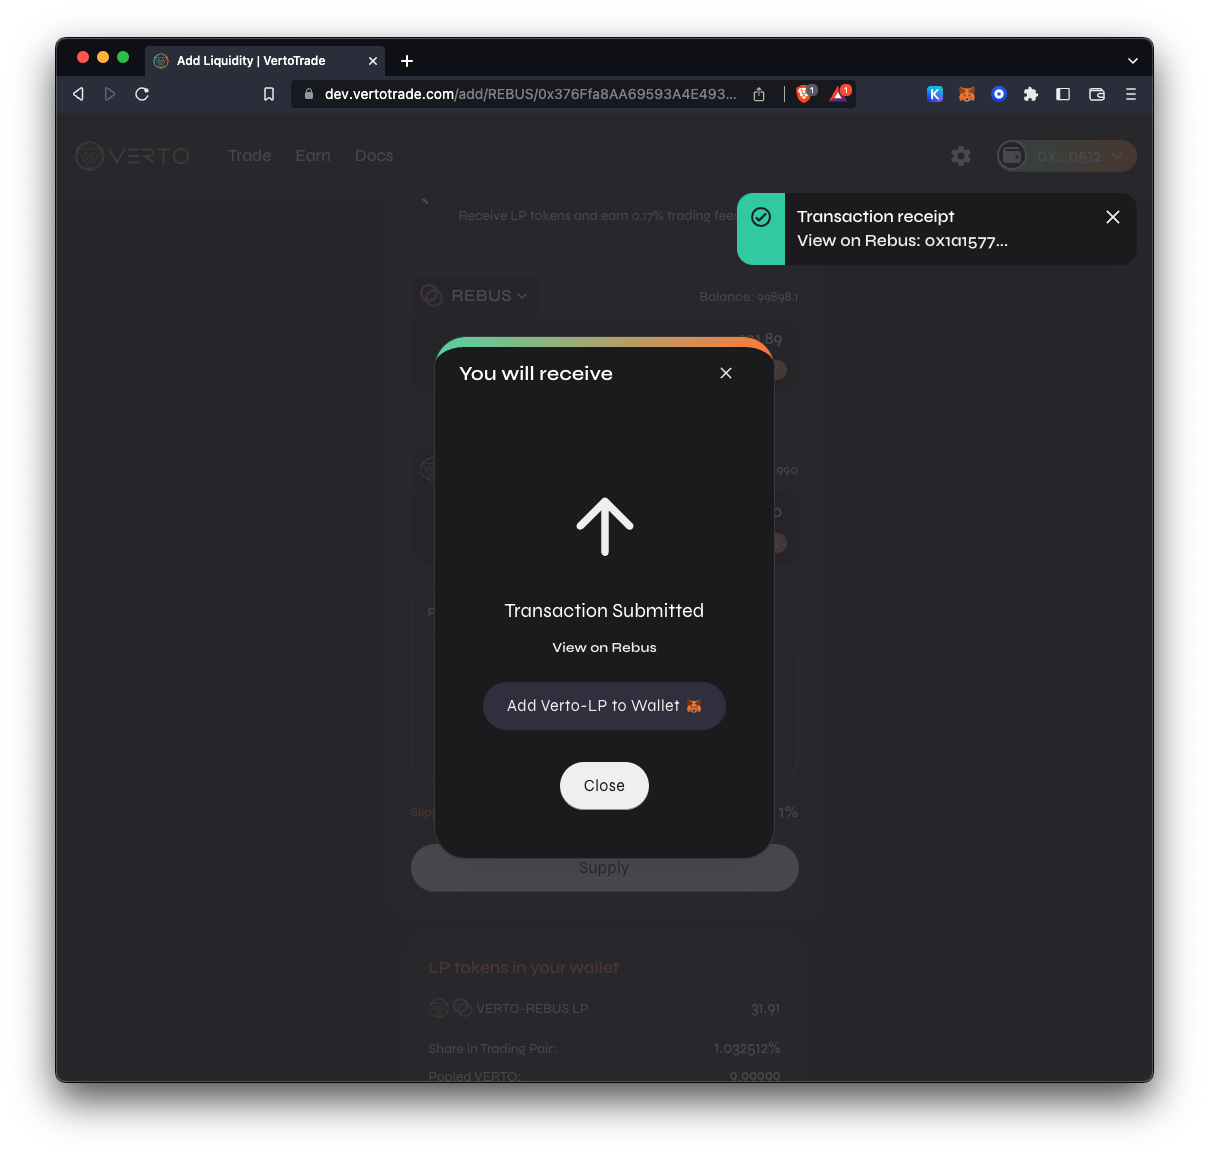 Add Liquidity | VertoTrade
dev.vertotrade.com/add/REBUS/0x376Ffa8AA69593A4E493...
1
1
K
VERTO
Trade
Earn
Docs
0x...0512
Receive LP tokens and earn 0.17% trading fees
Transaction receipt
View on Rebus: 0x1a1577...
REBUS
Balance: 99898.1
You will receive
Transaction Submitted
View on Rebus
Add Verto-LP to Wallet
Close
1%
Supply
LP tokens in your wallet
VERTO-REBUS LP
31.91
Share in Trading Pair:
1.032512%
Pooled VERTO:
9.99999